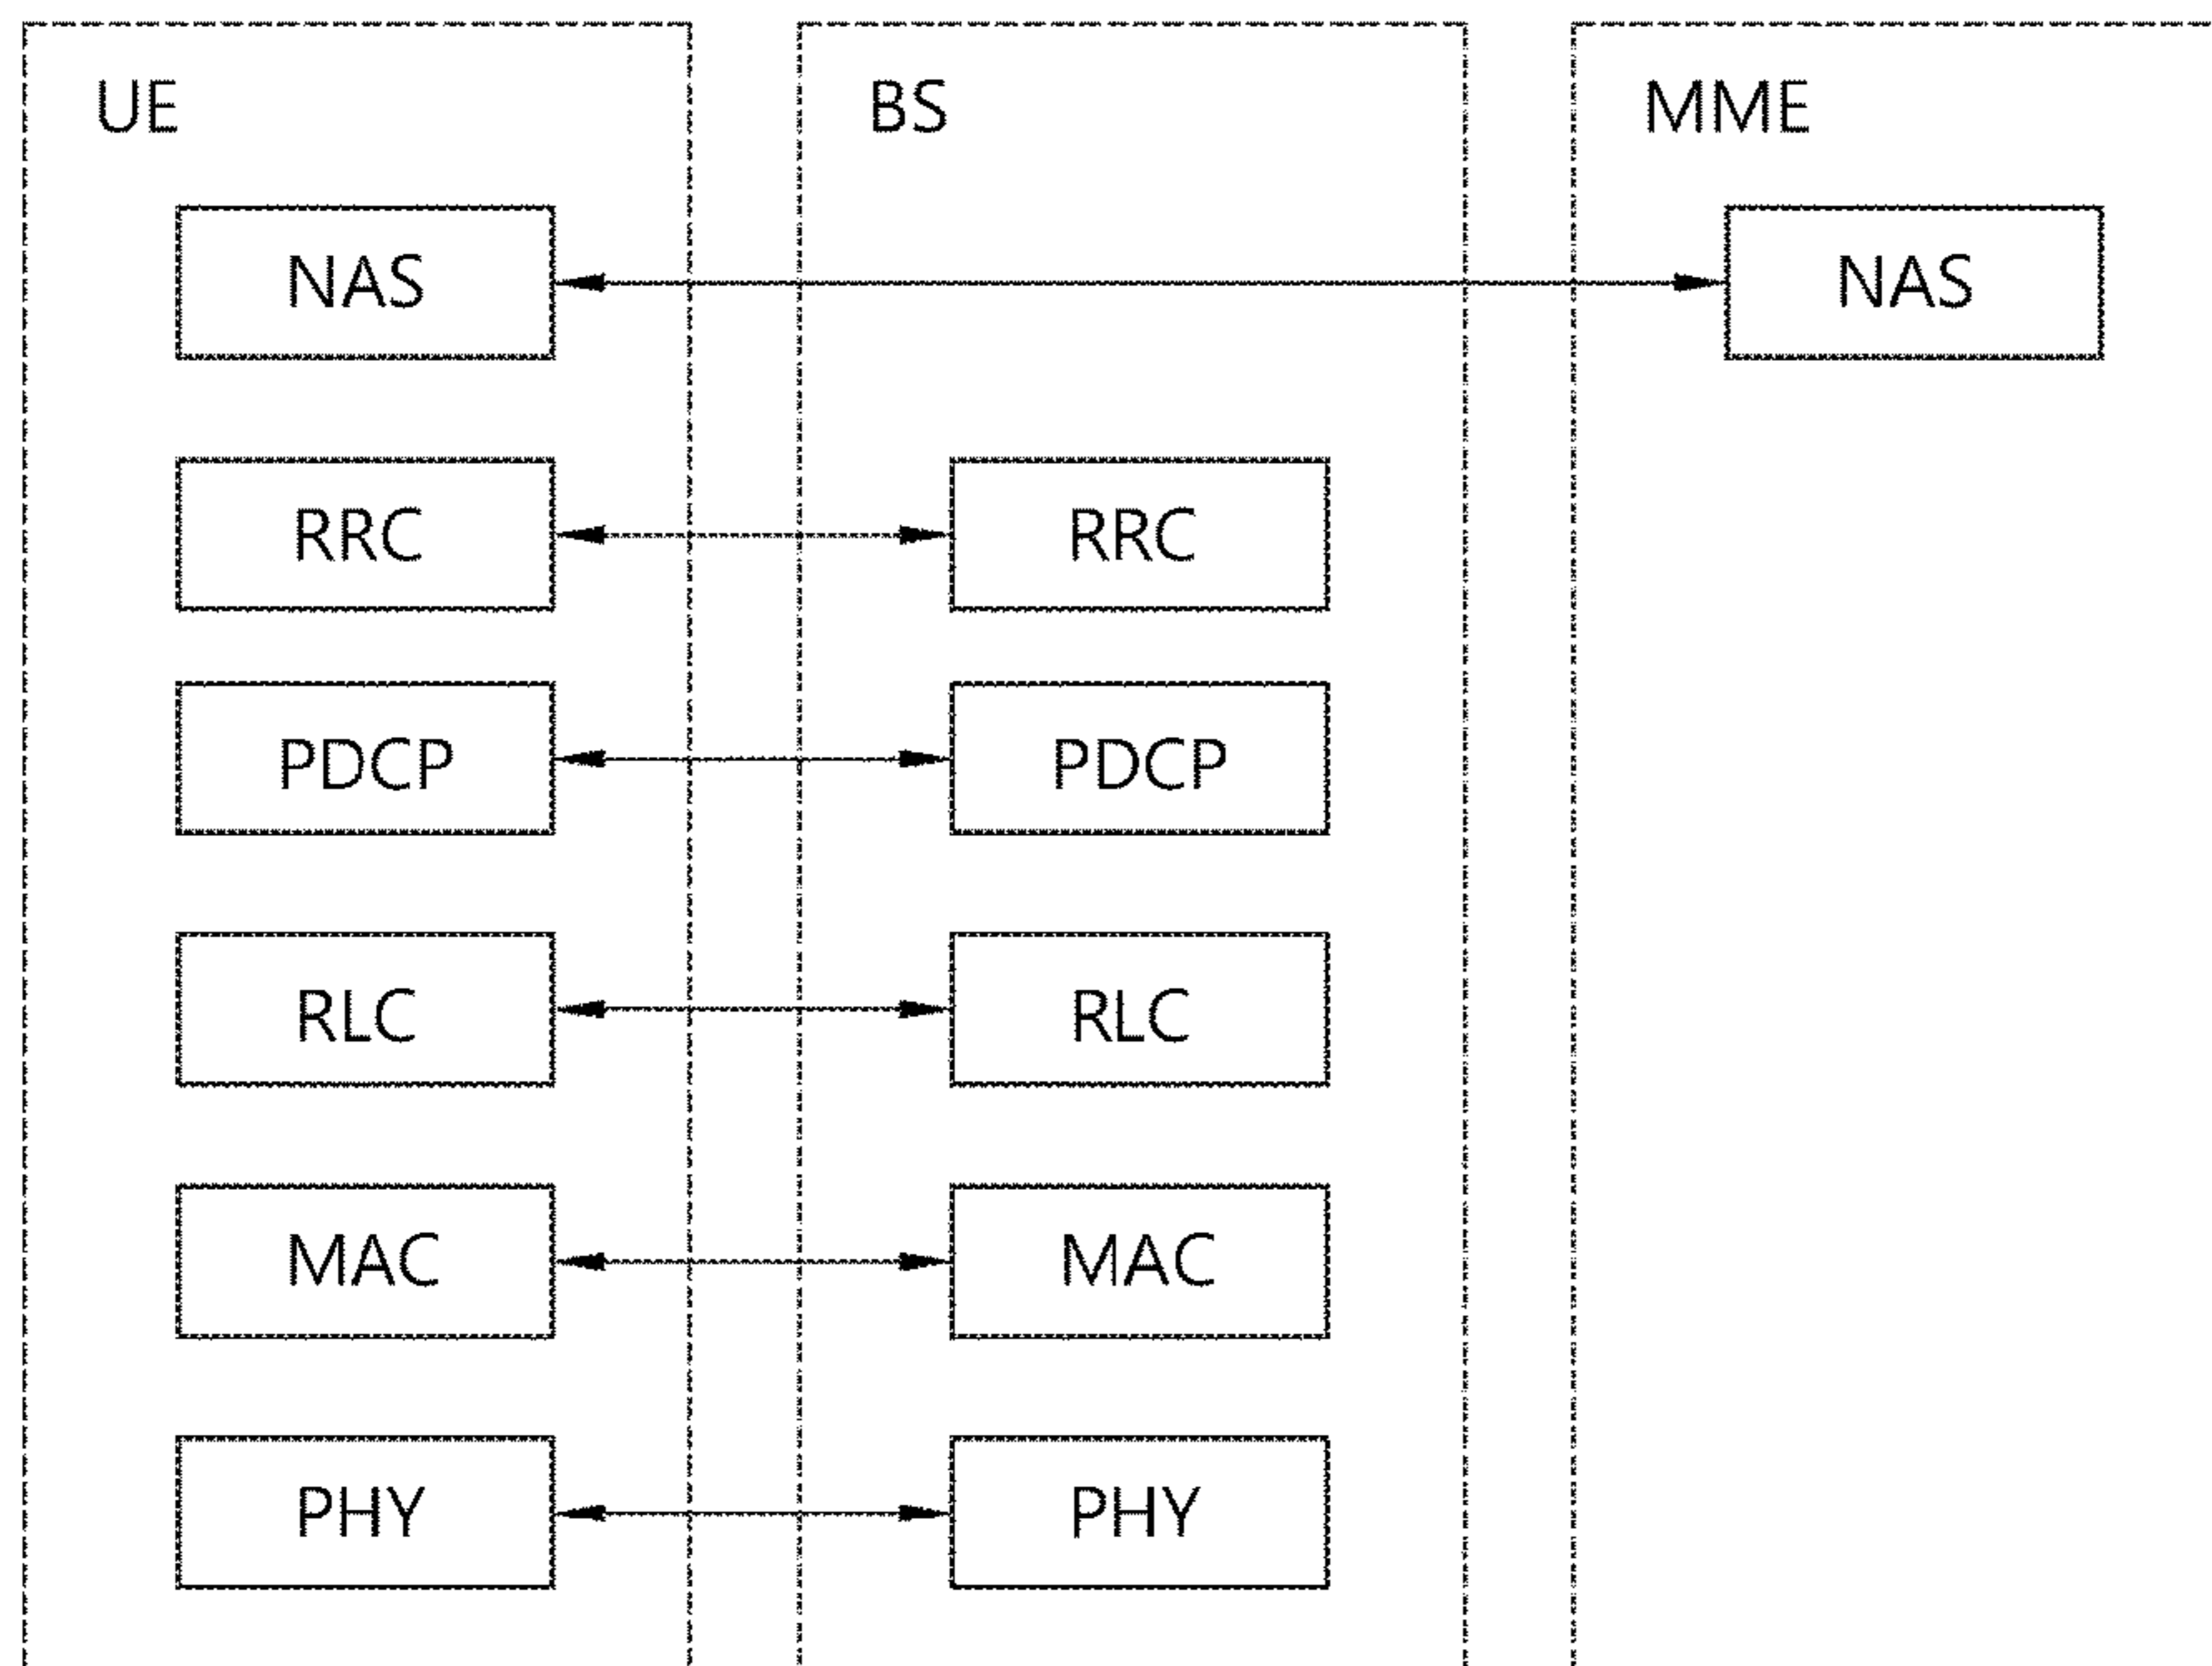 UE
BS
MME
NAS
NAS
RRC
RRC
PDCP
PDCP
RLC
RLC
MAC
MAC
PHY
PHY